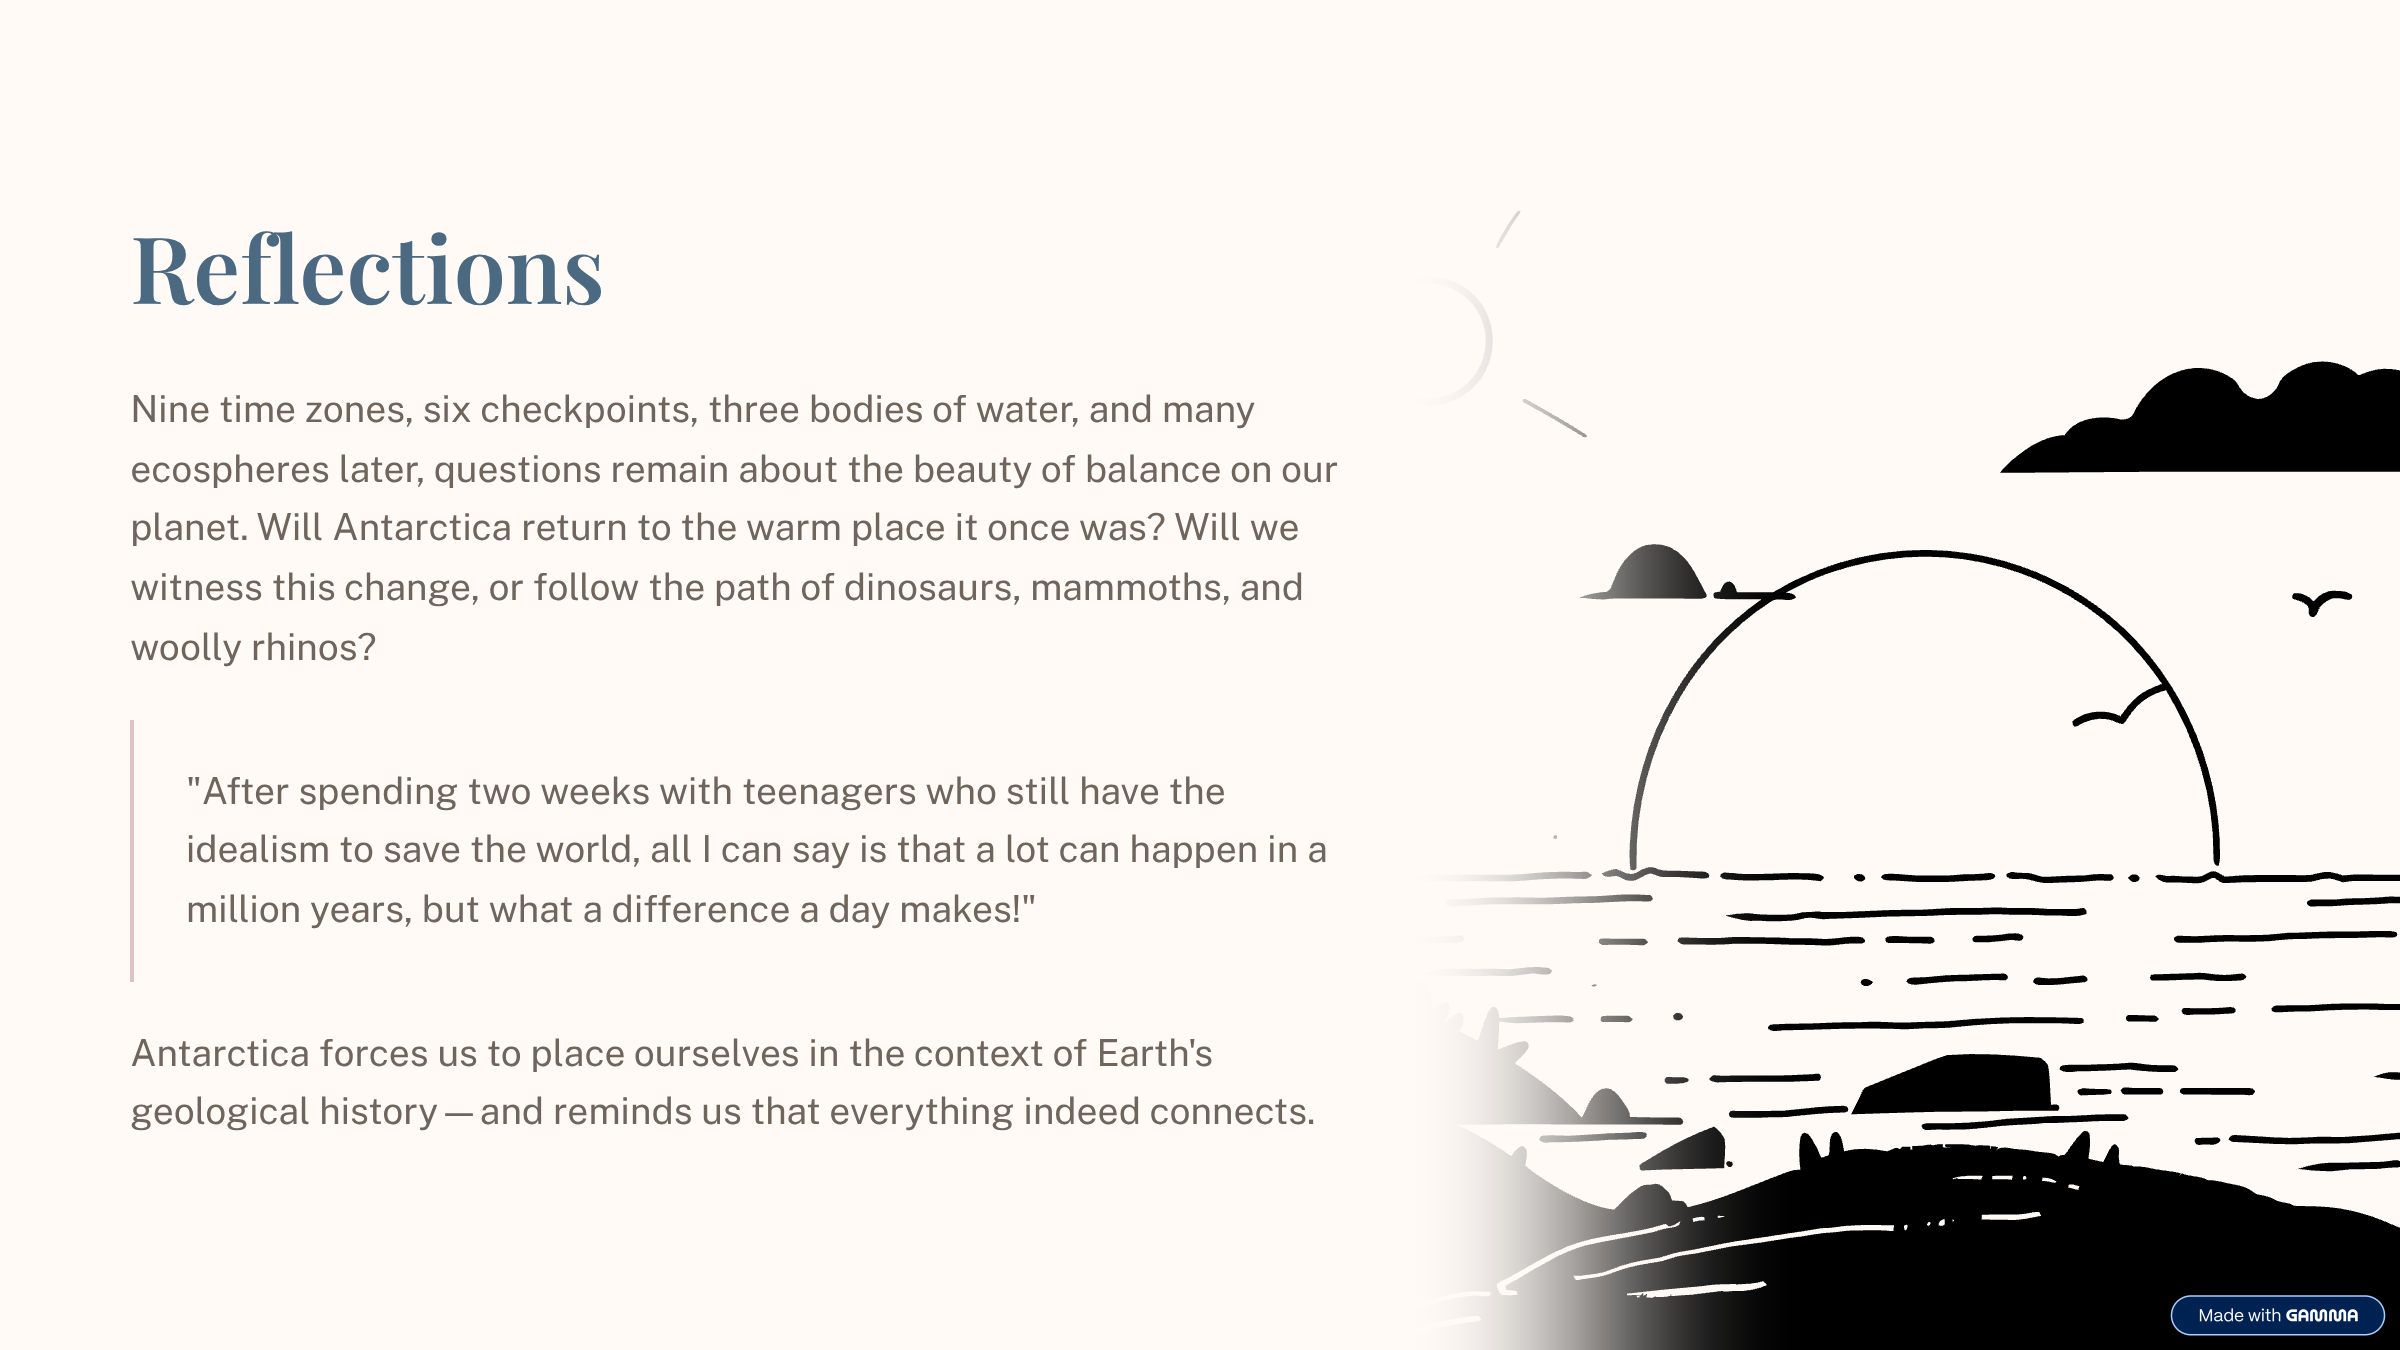 Reflections
Nine time zones, six checkpoints, three bodies of water, and many
ecospheres later, questions remain about the beauty of balance on our
planet. Will Antarctica return to the warm place it once was? Will we
witness this change, or follow the path of dinosaurs, mammoths, and
woolly rhinos?
"After spending two weeks with teenagers who still have the
idealism to save the world, all I can say is that a lot can happen in a
million years, but what a difference a day makes!"
Antarctica forces us to place ourselves in the context of Earth's
geological history—and reminds us that everything indeed connects.
Made with GAMMA